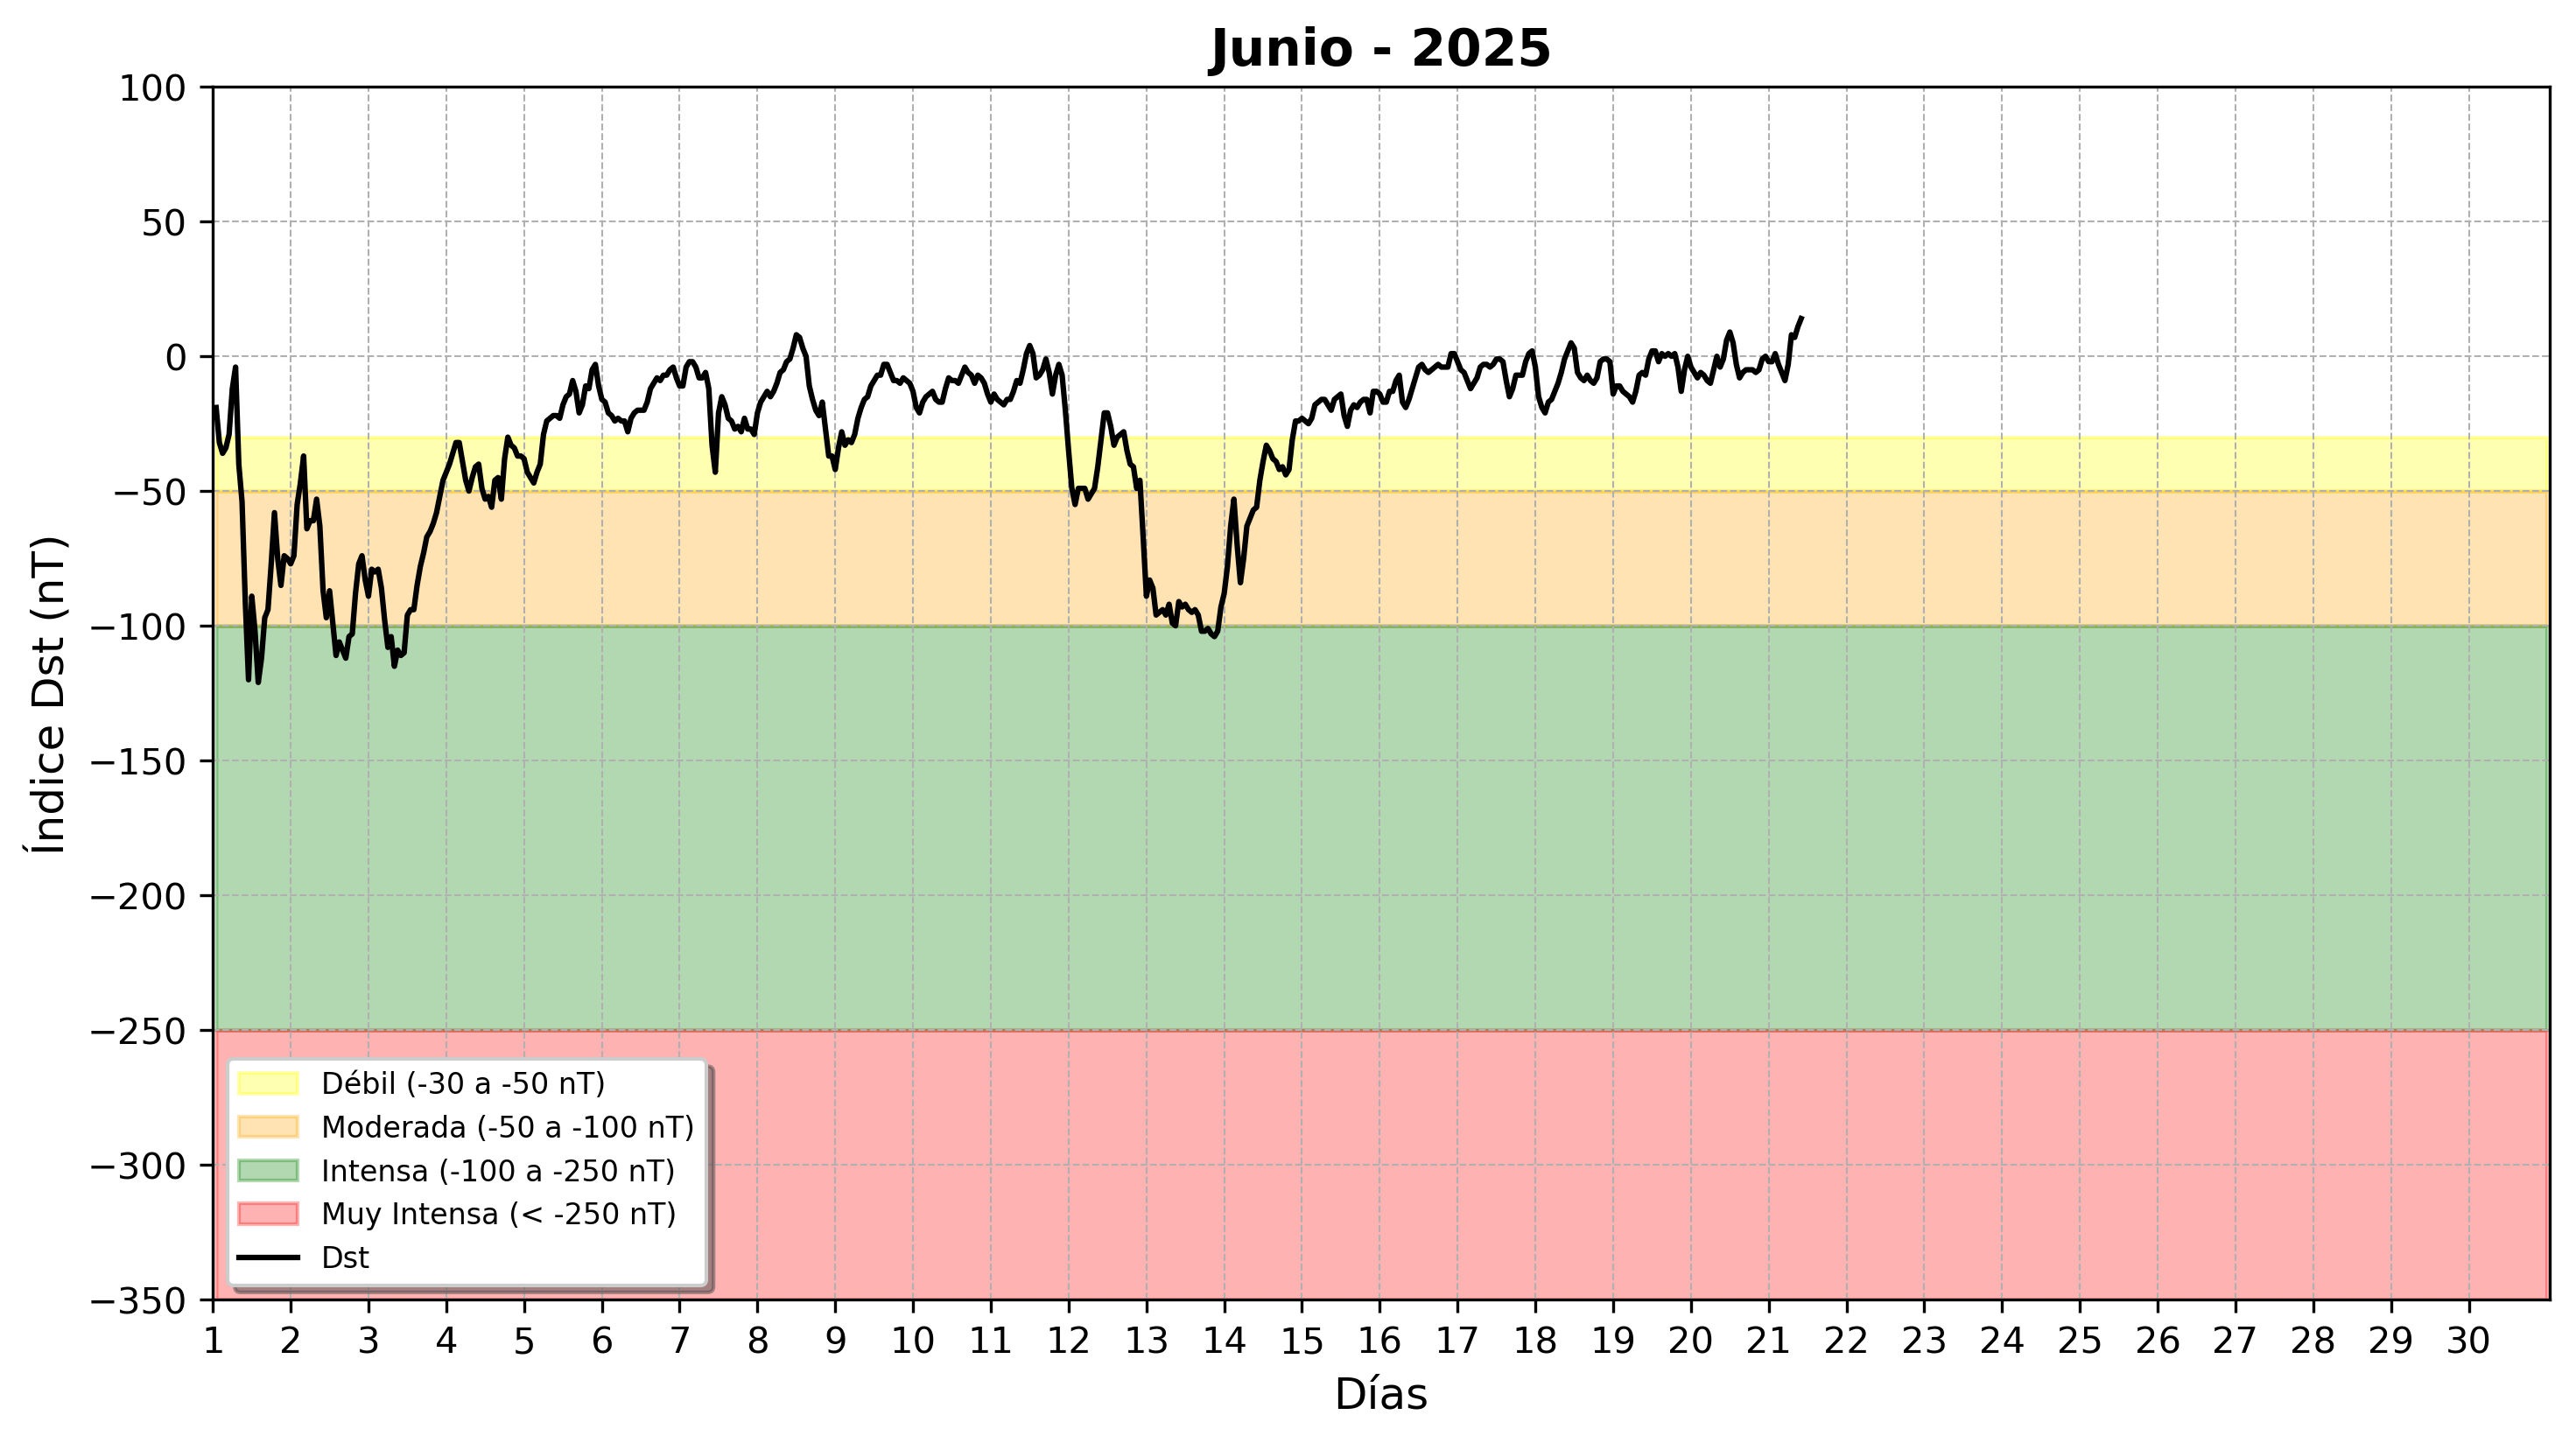 Junio - 2025
100
50
0
−50
−100
−150
−200
−250
−300
−350
Índice Dst (nT)
Débil (-30 a -50 nT)
Moderada (-50 a -100 nT)
Intensa (-100 a -250 nT)
Muy Intensa (< -250 nT)
Dst
1 2 3 4 5 6 7 8 9 10 11 12 13 14 15 16 17 18 19 20 21 22 23 24 25 26 27 28 29 30
Días